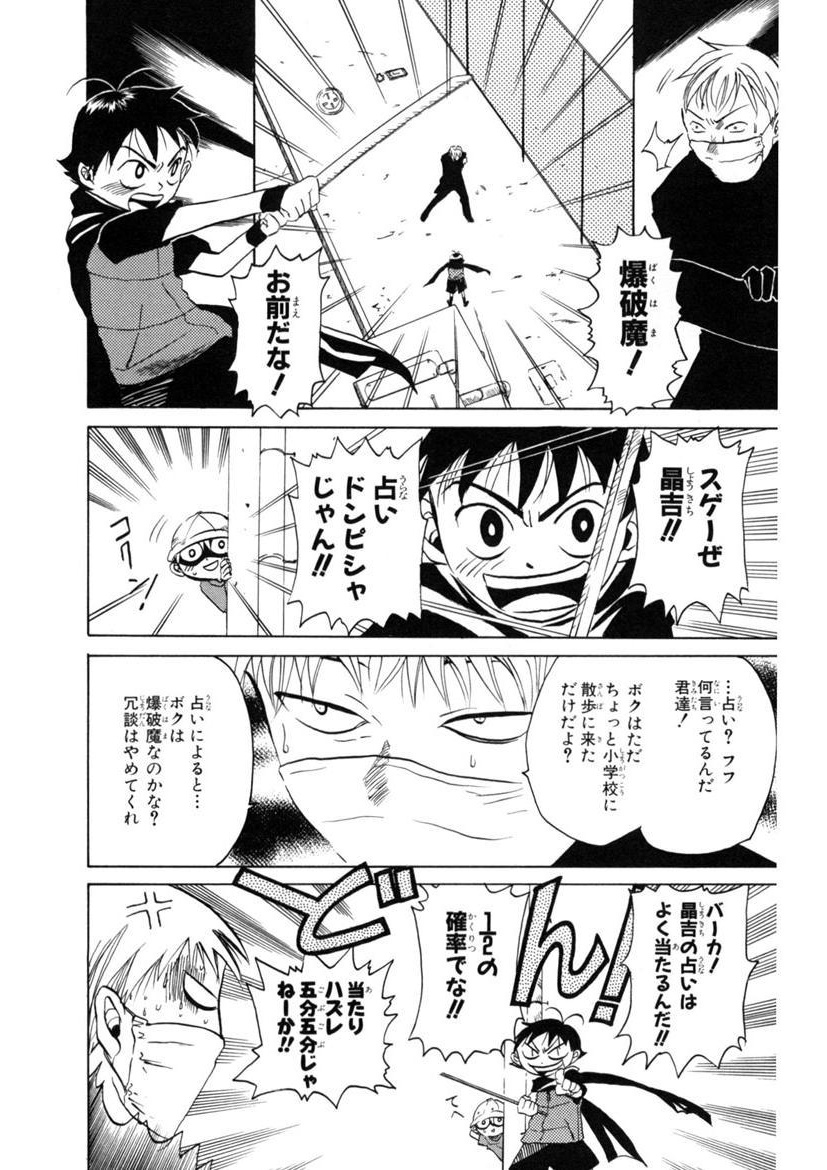 爆破魔！
お前だな！
スゲーぜ
晶吉!!
占い
ドンピシャ
じゃん!!
コソッ
…占い？フフ
何言ってるんだ
君達！
ボクはただ
ちょっと小学校に
散歩に来た
だけだよ？
占いによると…
ボクは
爆破魔なのかな？
冗談はやめてくれ
バーカ！
晶吉の占いは
よく当たるんだ!!
1/2の
確率でな!!
どーん！
当たり
ハズレ
五分五分じゃ
ねーか!!
てへ